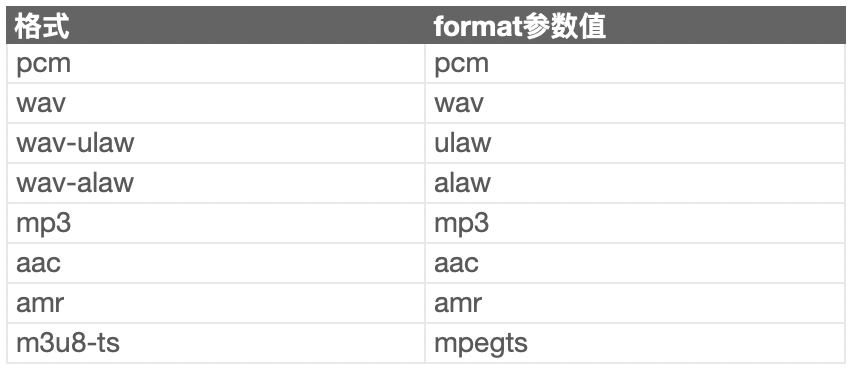 格式 format参数值
pcm pcm
wav wav
wav-ulaw ulaw
wav-alaw alaw
mp3 mp3
aac aac
amr amr
m3u8-ts mpegts